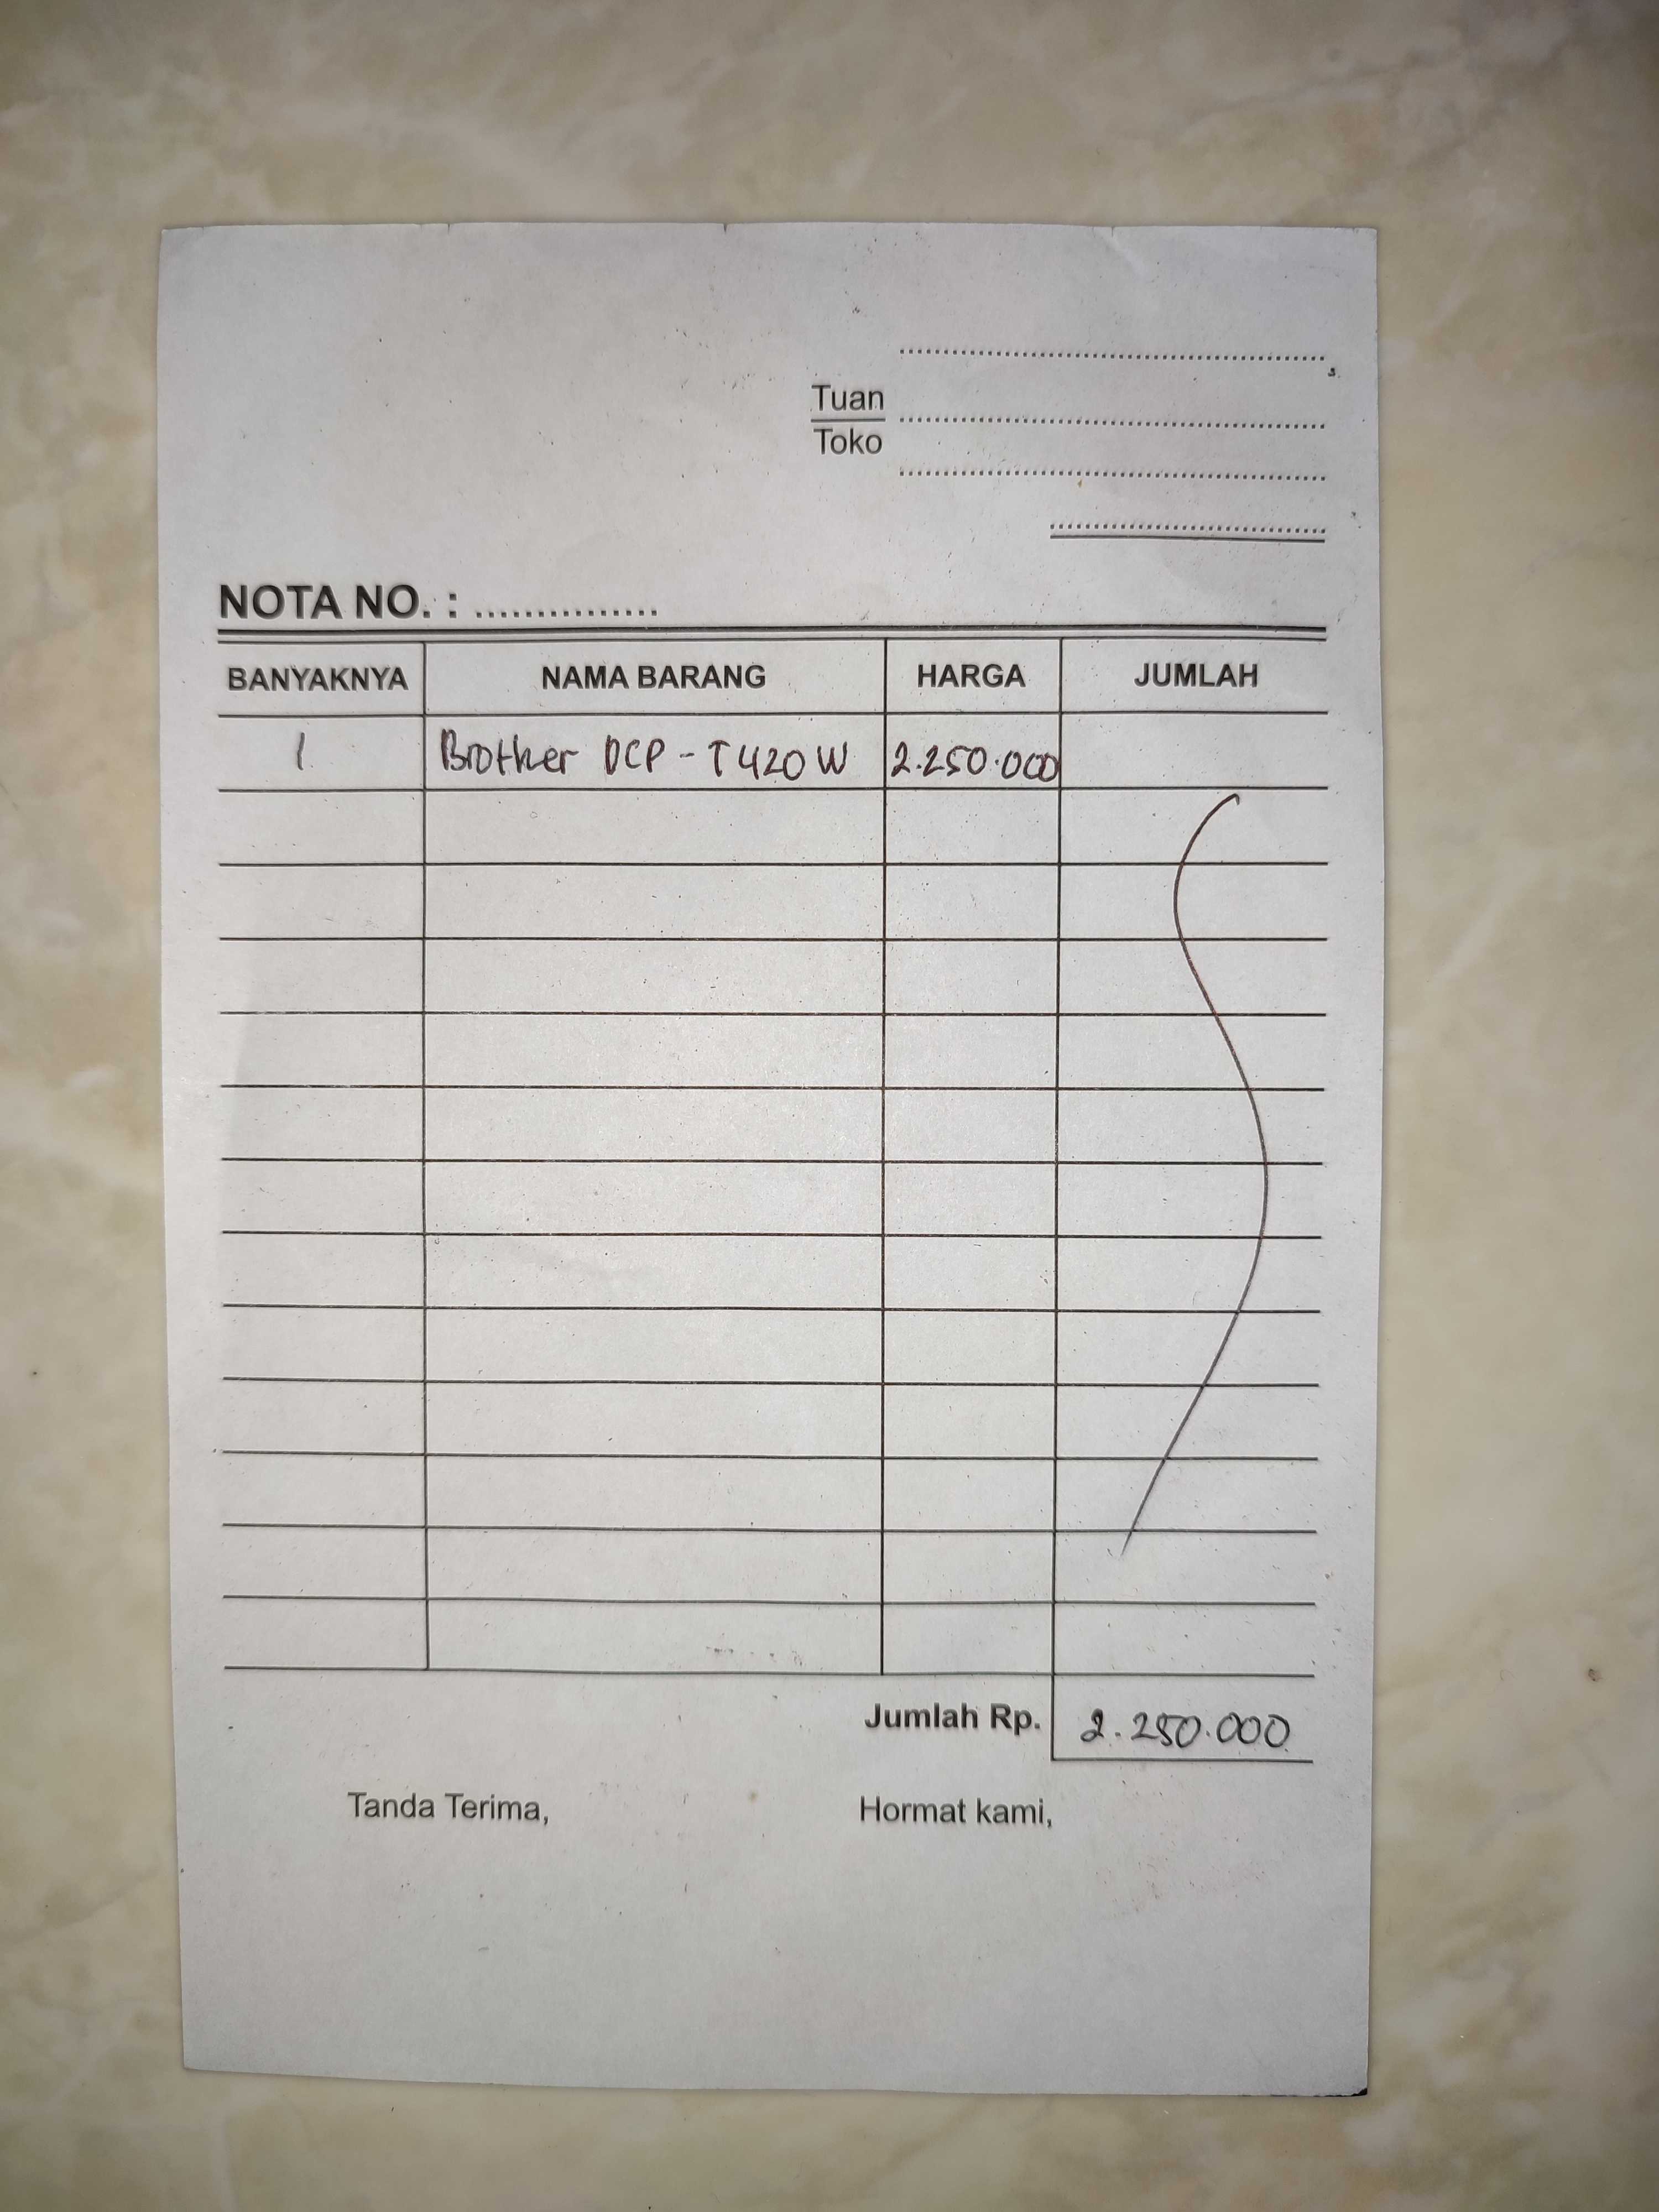 ....................................................
Tuan ....................................................
Toko
....................................................
..................................
NOTA NO. : ...............
BANYAKNYA NAMA BARANG HARGA JUMLAH
1 Brother DCP - T420W 2.250.000
Jumlah Rp. 2.250.000
Tanda Terima, Hormat kami,